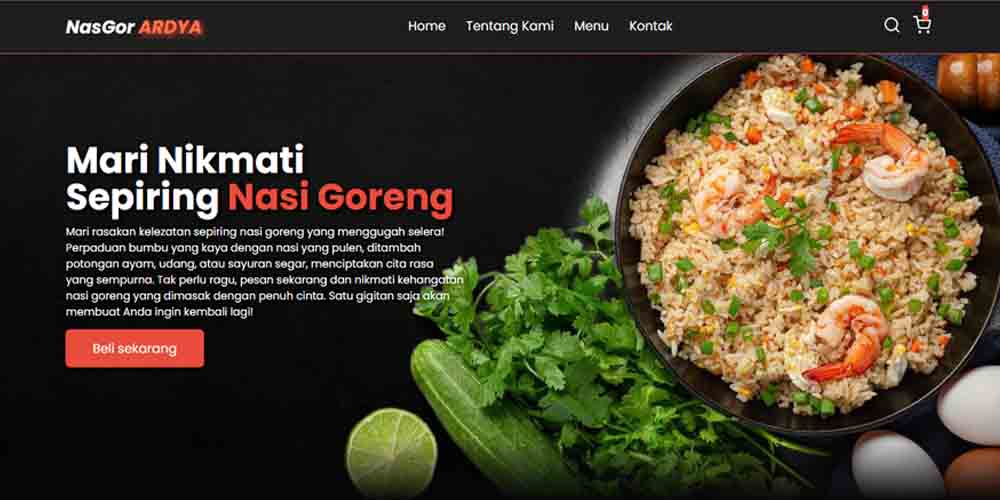 NasGor ARDYA
Home Tentang Kami Menu Kontak
0
Mari Nikmati
Sepiring Nasi Goreng
Mari rasakan kelezatan sepiring nasi goreng yang menggugah selera!
Perpaduan bumbu yang kaya dengan nasi yang pulen, ditambah
potongan ayam, udang, atau sayuran segar, menciptakan cita rasa
yang sempurna. Tak perlu ragu, pesan sekarang dan nikmati kehangatan
nasi goreng yang dimasak dengan penuh cinta. Satu gigitan saja akan
membuat Anda ingin kembali lagi!
Beli sekarang